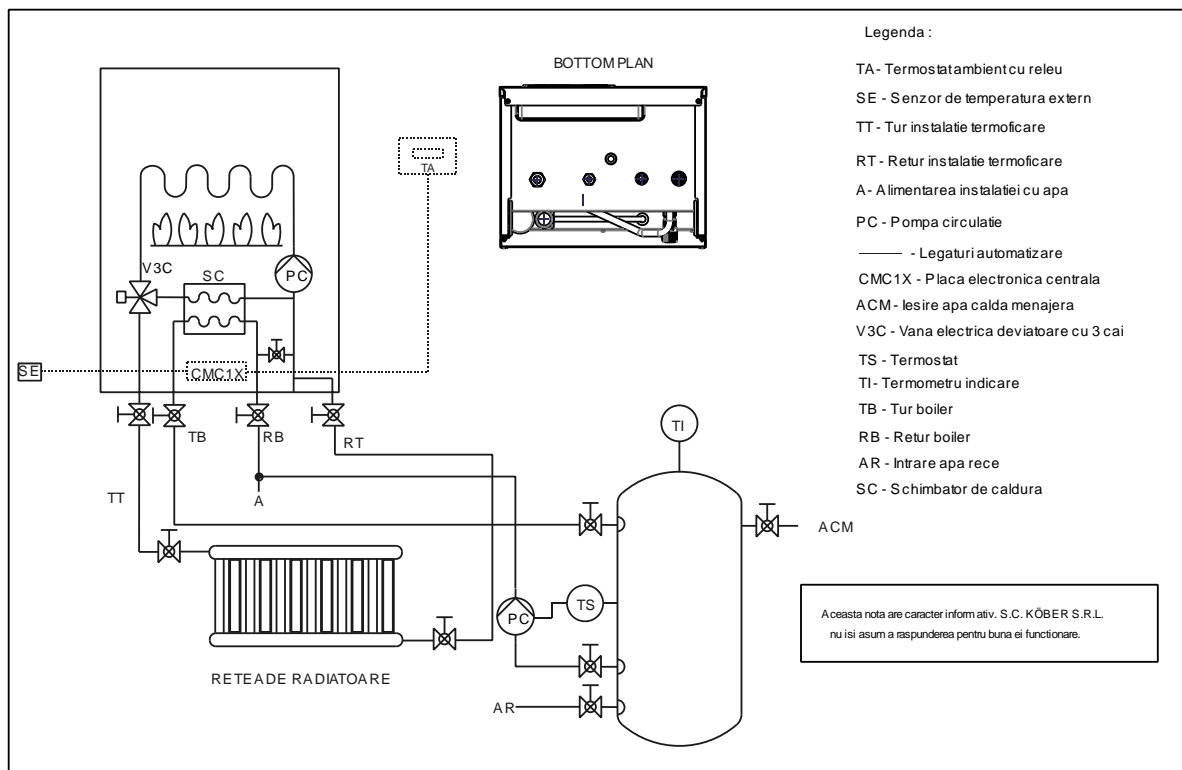 Legenda :
BOTTOM PLAN
TA - Termostat ambient cu releu
SE - Senzor de temperatura extern
TT - Tur instalatie termoficare
RT - Retur instalatie termoficare
A - Alimentarea instalatiei cu apa
PC - Pompa circulatie
- Legaturi automatizare
CMC1X - Placa electronica centrala
ACM - Iesire apa calda menajera
V3C - Vana electrica deviatoare cu 3 cai
TS - Termostat
TI - Termometru indicare
TB - Tur boiler
RB - Retur boiler
AR - Intrare apa rece
SC - Schimbator de caldura
TA
V3C
SC
PC
SE
CMC1X
TB
RB
RT
TI
TT
A
ACM
TS
PC
RETEA DE RADIATOARE
AR
Aceasta nota are caracter informativ. S.C. KÖBER S.R.L.
nu isi asuma raspunderea pentru buna ei functionare.